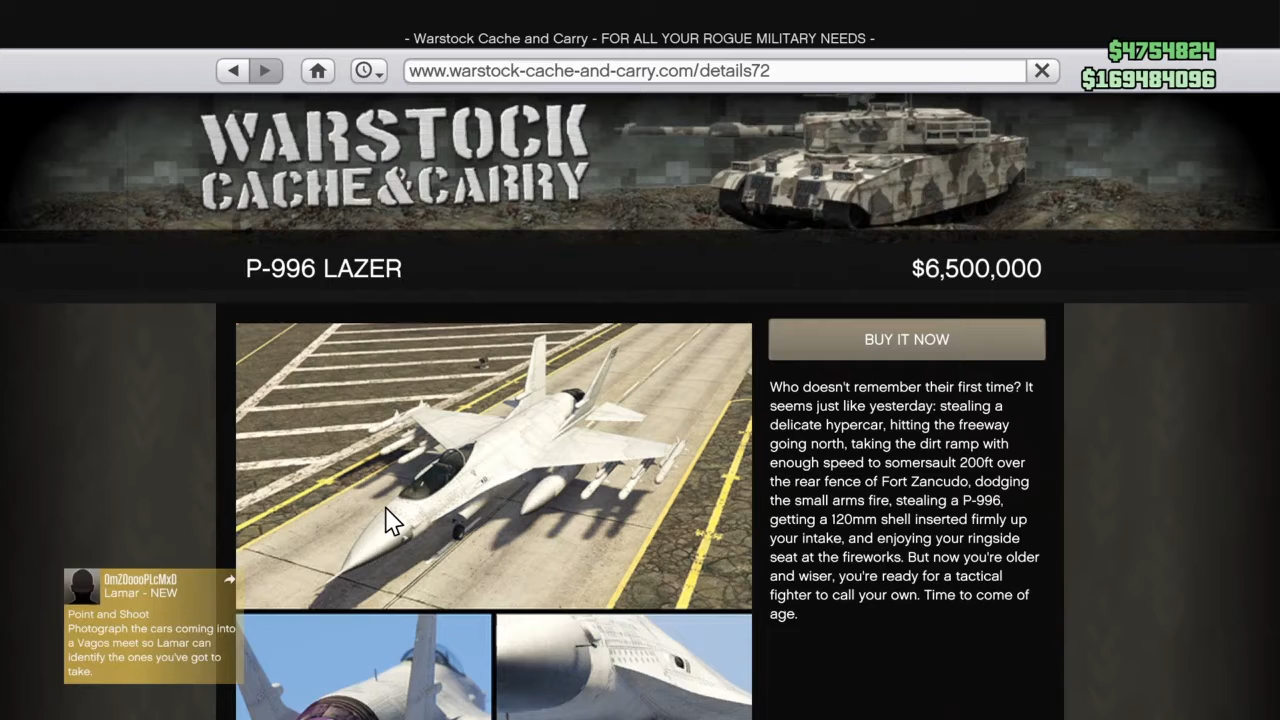 - Warstock Cache and Carry - FOR ALL YOUR ROGUE MILITARY NEEDS -
$4754824
www.warstock-cache-and-carry.com/details72
$169484096
WARSTOCK
CACHE&CARRY
P-996 LAZER
$6,500,000
BUY IT NOW
Who doesn't remember their first time? It
seems just like yesterday: stealing a
delicate hypercar, hitting the freeway
going north, taking the dirt ramp with
enough speed to somersault 200ft over
the rear fence of Fort Zancudo, dodging
the small arms fire, stealing a P-996,
getting a 120mm shell inserted firmly up
your intake, and enjoying your ringside
seat at the fireworks. But now you're older
and wiser, you're ready for a tactical
fighter to call your own. Time to come of
age.
0mZ0oooPLcMxD
Lamar - NEW
Point and Shoot
Photograph the cars coming into
a Vagos meet so Lamar can
identify the ones you've got to
take.